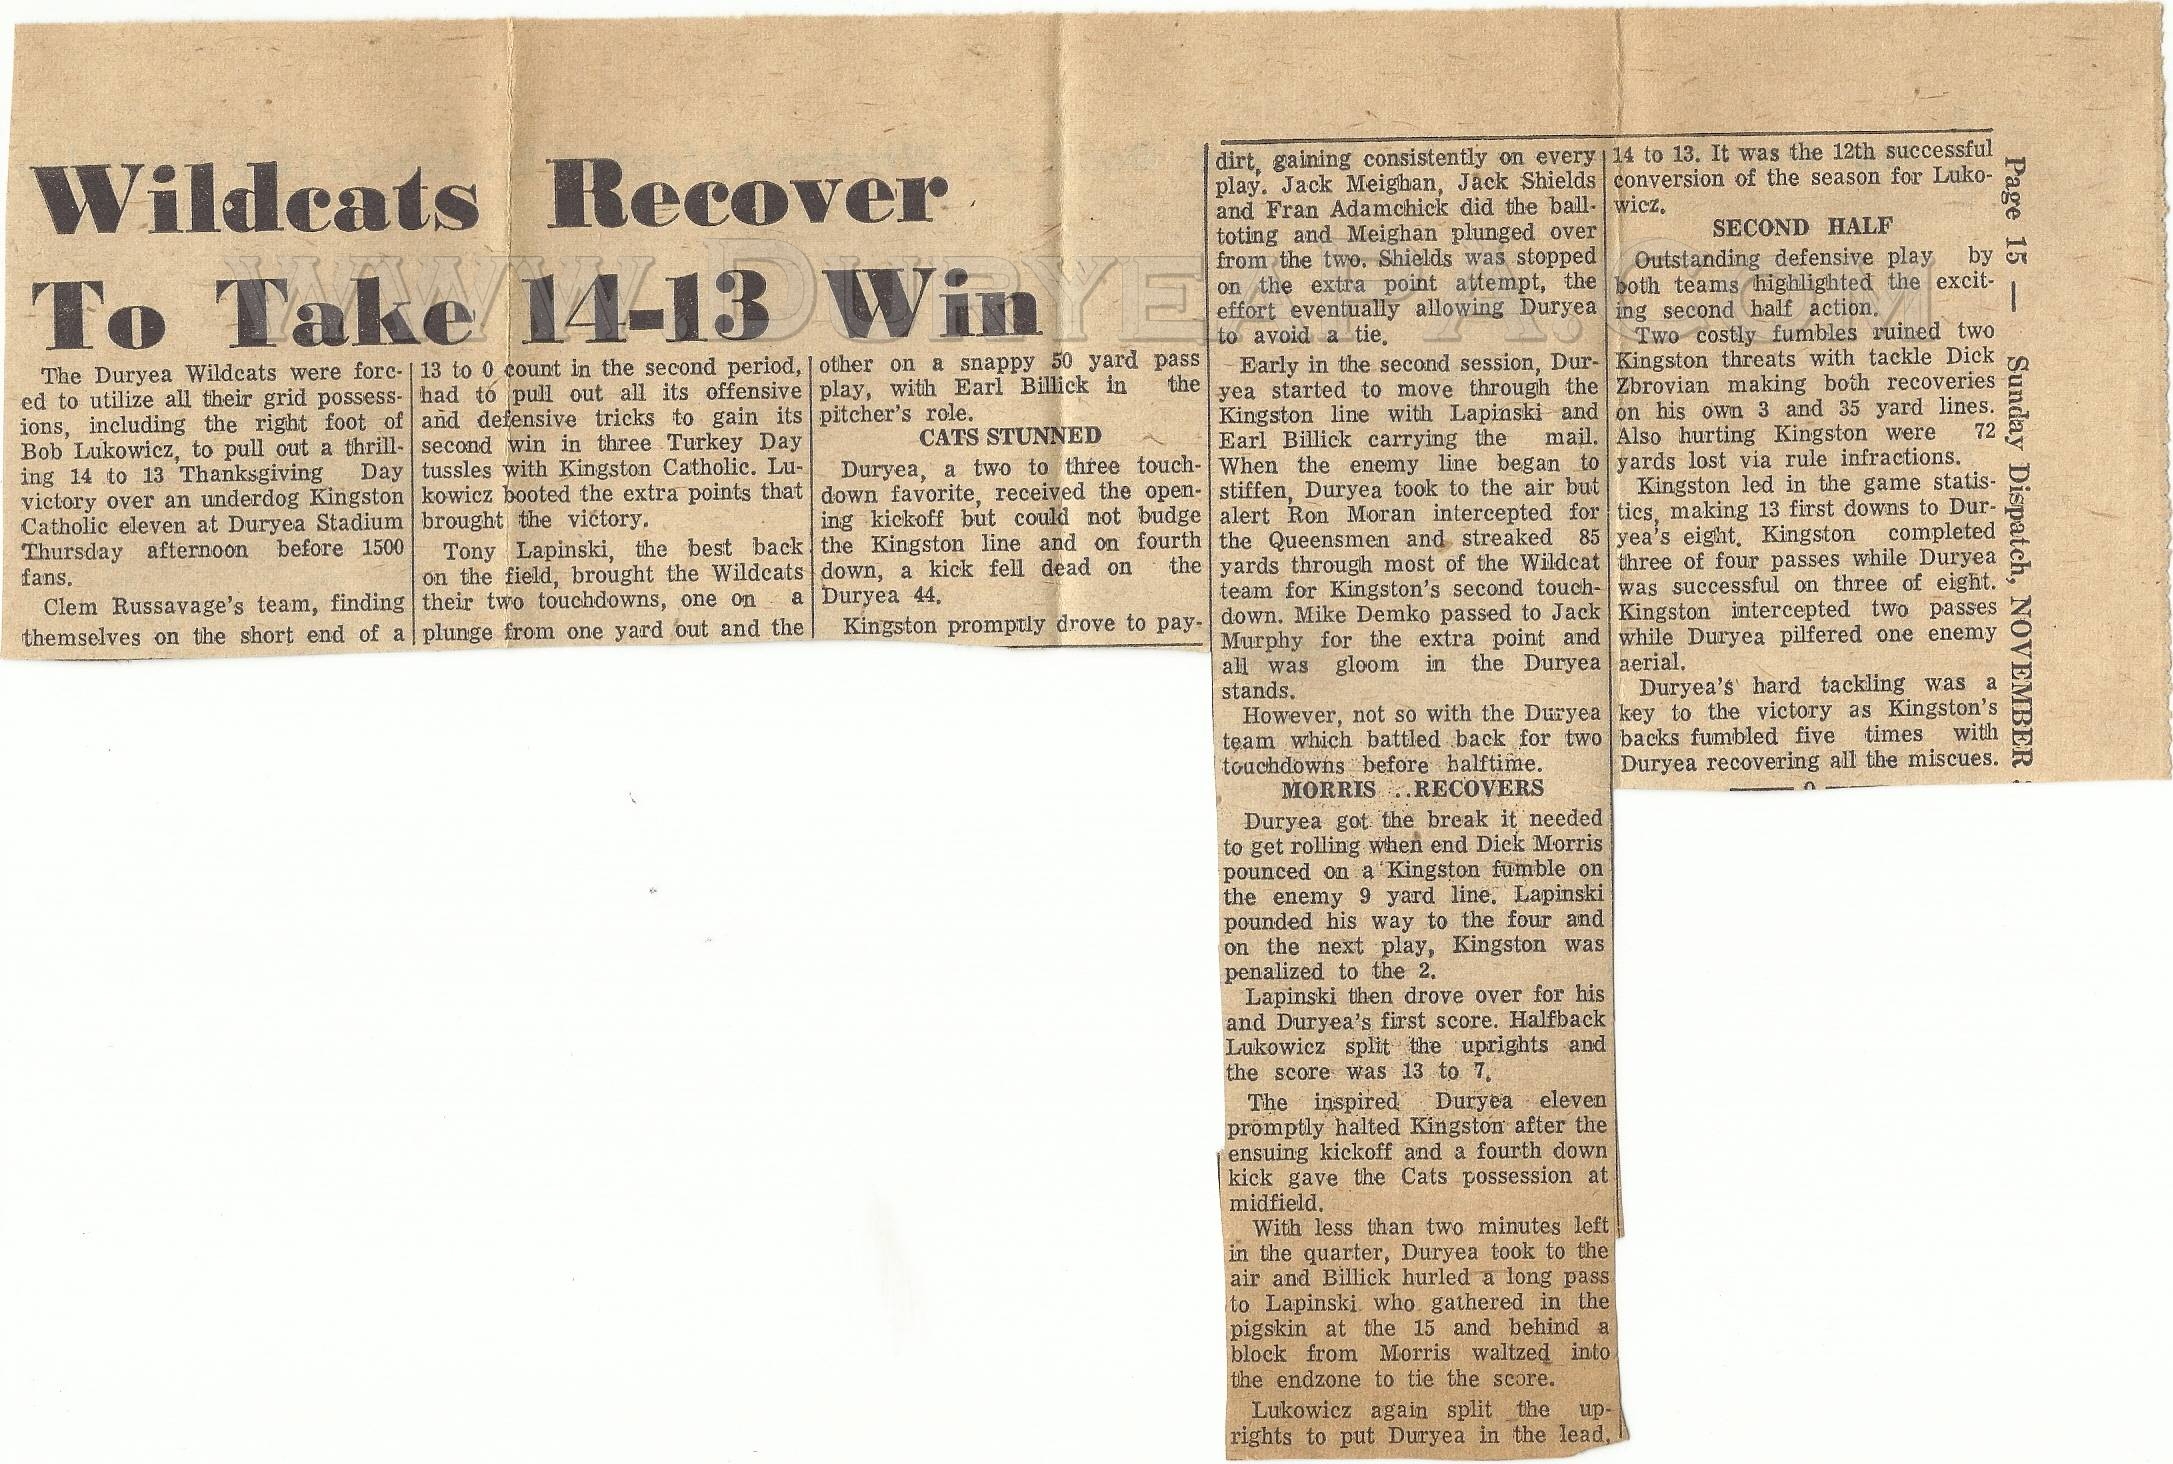 Wildcats Recover
To Take 14-13 Win
The Duryea Wildcats were forc-
ed to utilize all their grid possess-
ions, including the right foot of
Bob Lukowicz, to pull out a thrill-
ing 14 to 13 Thanksgiving Day
victory over an underdog Kingston
Catholic eleven at Duryea Stadium
Thursday afternoon before 1500
fans.
Clem Russavage's team, finding
themselves on the short end of a
13 to 0 count in the second period,
had to pull out all its offensive
and defensive tricks to gain its
second win in three Turkey Day
tussles with Kingston Catholic. Lu-
kowicz booted the extra points that
brought the victory.
Tony Lapinski, the best back
on the field, brought the Wildcats
their two touchdowns, one on a
plunge from one yard out and the
other on a snappy 50 yard pass
play, with Earl Billick in the
pitcher's role.
CATS STUNNED
Duryea, a two to three touch-
down favorite, received the open-
ing kickoff but could not budge
the Kingston line and on fourth
down, a kick fell dead on the
Duryea 44.
Kingston promptly drove to pay-
dirt, gaining consistently on every
play. Jack Meighan, Jack Shields
and Fran Adamchick did the ball-
toting and Meighan plunged over
from the two. Shields was stopped
on the extra point attempt, the
effort eventually allowing Duryea
to avoid a tie.
Early in the second session, Dur-
yea started to move through the
Kingston line with Lapinski and
Earl Billick carrying the mail.
When the enemy line began to
stiffen, Duryea took to the air but
alert Ron Moran intercepted for
the Queensmen and streaked 85
yards through most of the Wildcat
team for Kingston's second touch-
down. Mike Demko passed to Jack
Murphy for the extra point and
all was gloom in the Duryea
stands.
However, not so with the Duryea
team which battled back for two
touchdowns before halftime.
MORRIS ..RECOVERS
Duryea got the break it needed
to get rolling when end Dick Morris
pounced on a Kingston fumble on
the enemy 9 yard line. Lapinski
pounded his way to the four and
on the next play, Kingston was
penalized to the 2.
Lapinski then drove over for his
and Duryea's first score. Halfback
Lukowicz split the uprights and
the score was 13 to 7.
The inspired Duryea eleven
promptly halted Kingston after the
ensuing kickoff and a fourth down
kick gave the Cats possession at
midfield.
With less than two minutes left
in the quarter, Duryea took to the
air and Billick hurled a long pass
to Lapinski who gathered in the
pigskin at the 15 and behind a
block from Morris waltzed into
the endzone to tie the score.
Lukowicz again split the up-
rights to put Duryea in the lead,
14 to 13. It was the 12th successful
conversion of the season for Luko-
wicz.
SECOND HALF
Outstanding defensive play by
both teams highlighted the excit-
ing second half action.
Two costly fumbles ruined two
Kingston threats with tackle Dick
Zbrovian making both recoveries
on his own 3 and 35 yard lines.
Also hurting Kingston were 72
yards lost via rule infractions.
Kingston led in the game statis-
tics, making 13 first downs to Dur-
yea's eight. Kingston completed
three of four passes while Duryea
was successful on three of eight.
Kingston intercepted two passes
while Duryea pilfered one enemy
aerial.
Duryea's hard tackling was a
key to the victory as Kingston's
backs fumbled five times with
Duryea recovering all the miscues.
Page 15 — Sunday Dispatch, NOVEMBER
www.DuryeaPA.com